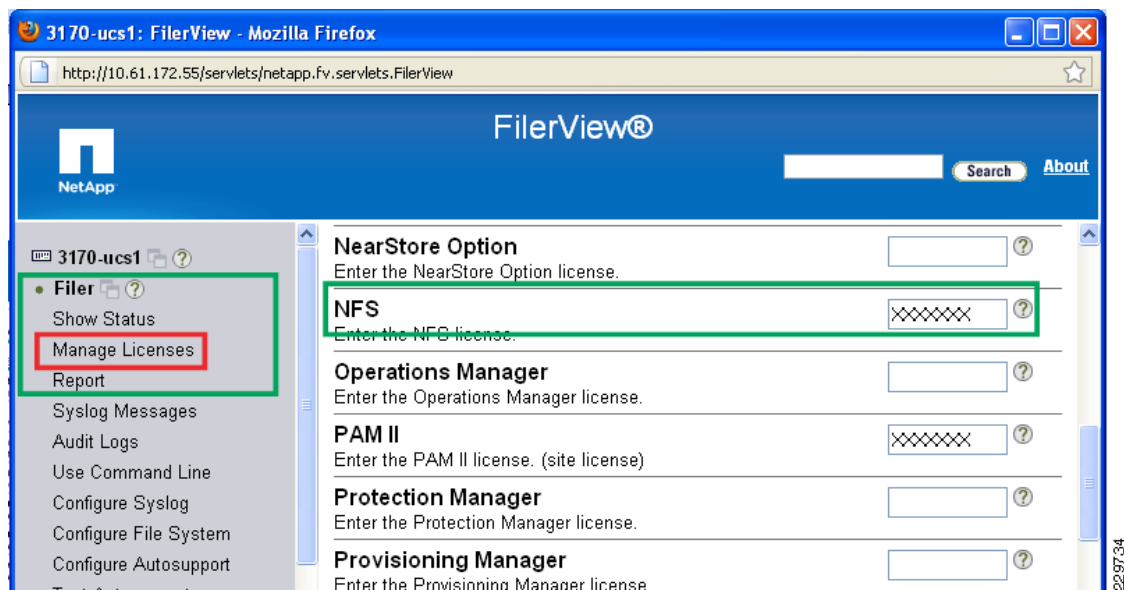 3170-ucs1: FilerView - Mozilla Firefox
http://10.61.172.55/servlets/netapp.fv.servlets.FilerView
FilerView®
NetApp
Search
About
3170-ucs1
Filer
Show Status
Manage Licenses
Report
Syslog Messages
Audit Logs
Use Command Line
Configure Syslog
Configure File System
Configure Autosupport
NearStore Option
Enter the NearStore Option license.
NFS
XXXXXXX
Enter the NFS license.
Operations Manager
Enter the Operations Manager license.
PAM II
XXXXXXX
Enter the PAM II license. (site license)
Protection Manager
Enter the Protection Manager license.
Provisioning Manager
Enter the Provisioning Manager license
229734